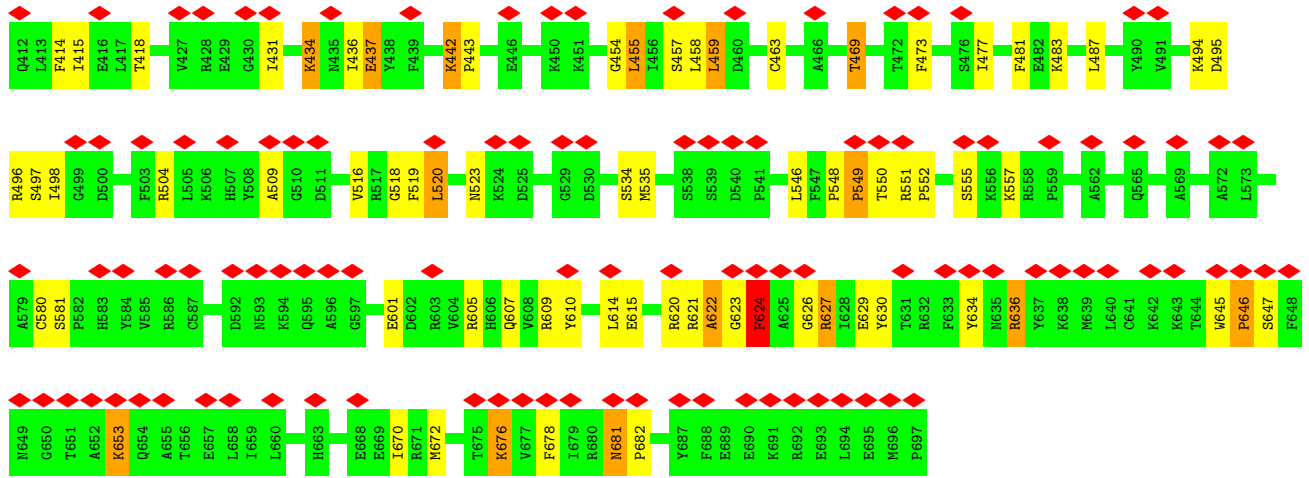 Q412 L413 F414 I415 E416 L417 T418 V427 R428 E429 G430 I431 K434 N435 I436 E437 Y438 F439 K442 P443 E446 K450 K451 G454 L455 I456 S457 L458 L459 D460 C463 A466 T469 T472 F473 S476 I477 F481 E482 K483 L487 Y490 V491 K494 D495
R496 S497 I498 G499 D500 F503 R504 L505 K506 H507 Y508 A509 G510 D511 V516 R517 G518 F519 L520 N523 K524 D525 G529 D530 S534 M535 S538 S539 D540 P541 L546 F547 P548 P549 T550 R551 P552 S555 K556 K557 R558 P559 A562 Q565 A569 A572 L573
A579 C580 S581 P582 H583 Y584 V585 R586 C587 D592 N593 K594 Q595 A596 G597 E601 D602 R603 V604 R605 H606 Q607 V608 R609 Y610 L614 E615 R620 R621 A622 G623 F624 A625 G626 R627 I628 E629 Y630 T631 R632 F633 Y634 N635 R636 Y637 K638 M639 L640 C641 K642 K643 T644 W645 P646 S647 F648
N649 G650 T651 A652 K653 Q654 A655 T656 E657 L658 I659 L660 H663 E668 E669 I670 R671 M672 T675 K676 V677 F678 I679 R680 N681 P682 Y687 F688 E689 E690 K691 R692 E693 L694 E695 M696 P697